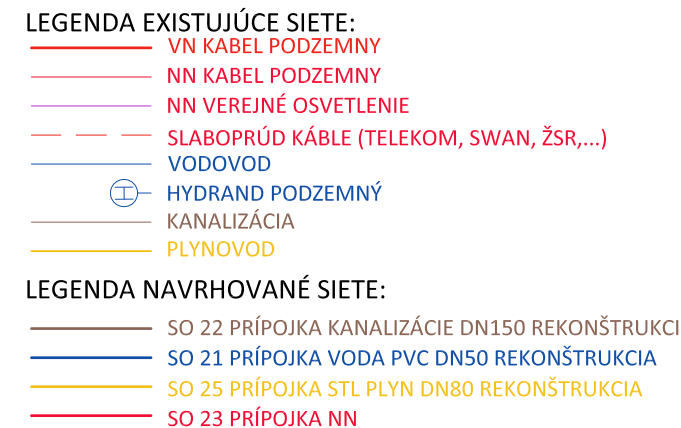 LEGENDA EXISTUJÚCE SIETE:
VN KABEL PODZEMNY
NN KABEL PODZEMNY
NN VEREJNÉ OSVETLENIE
SLABOPRÚD KÁBLE (TELEKOM, SWAN, ŽSR,...)
VODOVOD
HYDRAND PODZEMNÝ
KANALIZÁCIA
PLYNOVOD
LEGENDA NAVRHOVANÉ SIETE:
SO 22 PRÍPOJKA KANALIZÁCIE DN150 REKONŠTRUKCI
SO 21 PRÍPOJKA VODA PVC DN50 REKONŠTRUKCIA
SO 25 PRÍPOJKA STL PLYN DN80 REKONŠTRUKCIA
SO 23 PRÍPOJKA NN